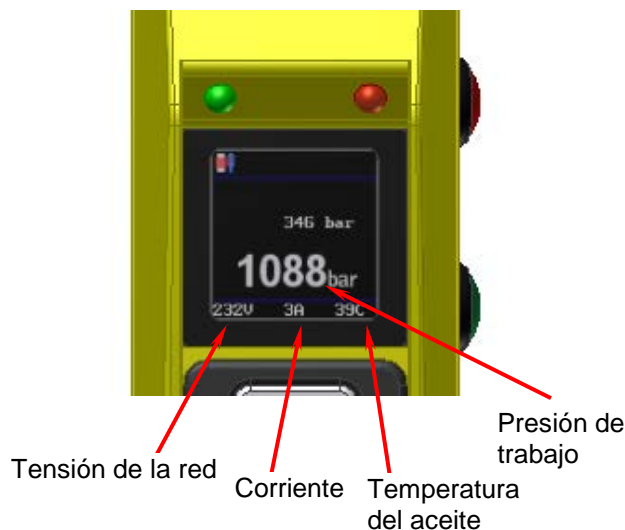 346 bar
1088bar
232V 3A 39C
Presión de
trabajo
Tensión de la red
Corriente
Temperatura
del aceite